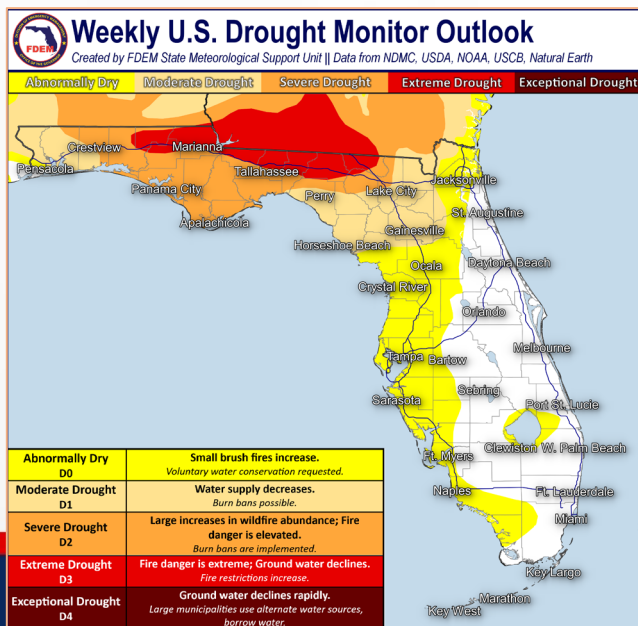 Weekly U.S. Drought Monitor Outlook
FDEM
Created by FDEM State Meteorological Support Unit || Data from NDMC, USDA, NOAA, USCB, Natural Earth
Abnormally Dry Moderate Drought Severe Drought Extreme Drought Exceptional Drought
Crestview
Marianna
Pensacola
Tallahassee
Panama City
Perry
Lake City
Jacksonville
Apalachicola
St. Augustine
Gainesville
Horseshoe Beach
Ocala
Daytona Beach
Crystal River
Orlando
Melbourne
Tampa
Bartow
Sebring
Sarasota
Port St. Lucie
Clewiston
W. Palm Beach
Ft. Myers
Naples
Ft. Lauderdale
Miami
Key Largo
Marathon
Key West
Abnormally Dry
D0
Small brush fires increase.
Voluntary water conservation requested.
Moderate Drought
D1
Water supply decreases.
Burn bans possible.
Severe Drought
D2
Large increases in wildfire abundance; Fire
danger is elevated.
Burn bans are implemented.
Extreme Drought
D3
Fire danger is extreme; Ground water declines.
Fire restrictions increase.
Exceptional Drought
D4
Ground water declines rapidly.
Large municipalities use alternate water sources,
borrow water.